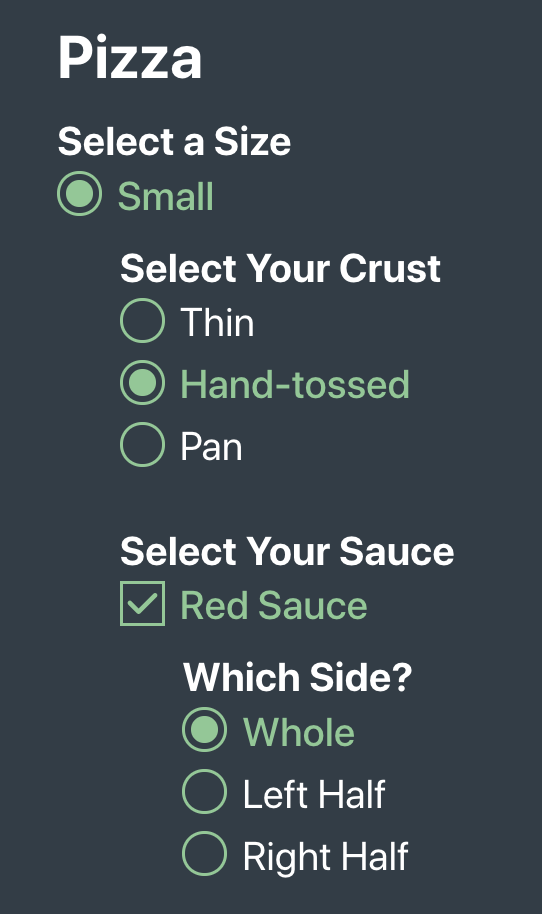 Pizza
Select a Size
Small
Select Your Crust
Thin
Hand-tossed
Pan
Select Your Sauce
Red Sauce
Which Side?
Whole
Left Half
Right Half